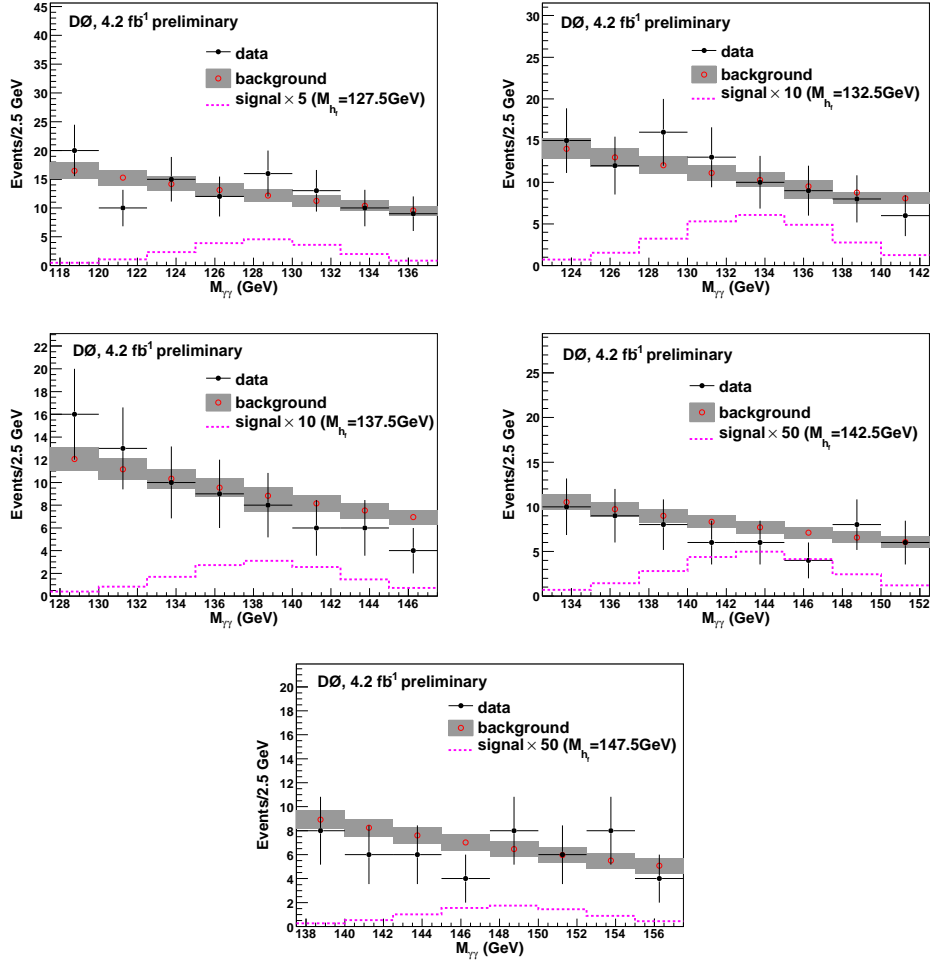 DØ, 4.2 fb⁻¹ preliminary
data
background
signal × 5 (M_hf=127.5GeV)
Events/2.5 GeV
45
40
35
30
25
20
15
10
5
0
118 120 122 124 126 128 130 132 134 136
Mγγ (GeV)
DØ, 4.2 fb⁻¹ preliminary
data
background
signal × 10 (M_hf=132.5GeV)
Events/2.5 GeV
30
25
20
15
10
5
0
124 126 128 130 132 134 136 138 140 142
Mγγ (GeV)
DØ, 4.2 fb⁻¹ preliminary
data
background
signal × 10 (M_hf=137.5GeV)
Events/2.5 GeV
22
20
18
16
14
12
10
8
6
4
2
0
128 130 132 134 136 138 140 142 144 146
Mγγ (GeV)
DØ, 4.2 fb⁻¹ preliminary
data
background
signal × 50 (M_hf=142.5GeV)
Events/2.5 GeV
25
20
15
10
5
0
134 136 138 140 142 144 146 148 150 152
Mγγ (GeV)
DØ, 4.2 fb⁻¹ preliminary
data
background
signal × 50 (M_hf=147.5GeV)
Events/2.5 GeV
20
18
16
14
12
10
8
6
4
2
0
138 140 142 144 146 148 150 152 154 156
Mγγ (GeV)